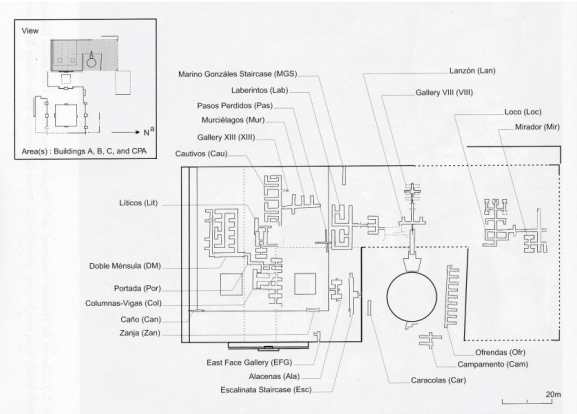 View
N
a
Area(s) : Buildings A, B, C, and CPA
Marino Gonzáles Staircase (MGS)
Laberintos (Lab)
Pasos Perdidos (Pas)
Murciélagos (Mur)
Gallery XIII (XIII)
Cautivos (Cau)
Lanzón (Lan)
Gallery VIII (VIII)
Loco (Loc)
Mirador (Mir)
Líticos (Lit)
Doble Ménsula (DM)
Portada (Por)
Columnas-Vigas (Col)
Caño (Can)
Zanja (Zan)
East Face Gallery (EFG)
Alacenas (Ala)
Escalinata Staircase (Esc)
Ofrendas (Ofr)
Campamento (Cam)
Caracolas (Car)
20m